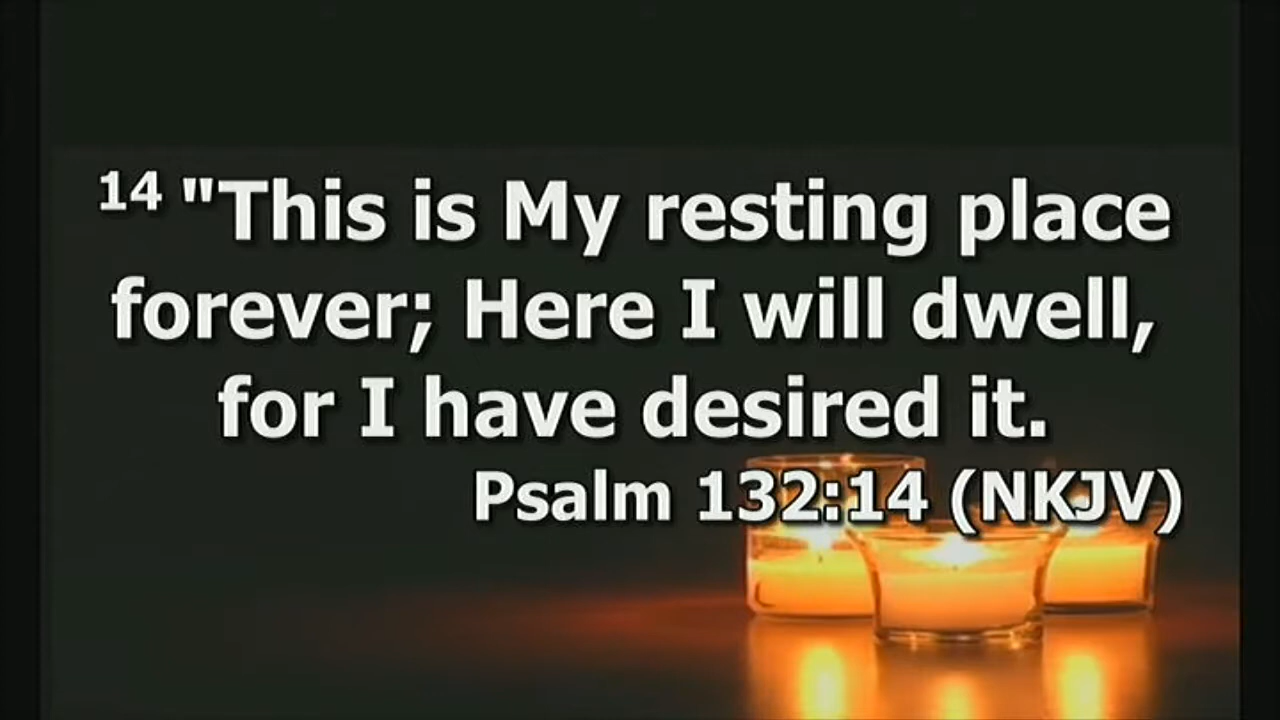 14 "This is My resting place
forever; Here I will dwell,
for I have desired it.
Psalm 132:14 (NKJV)